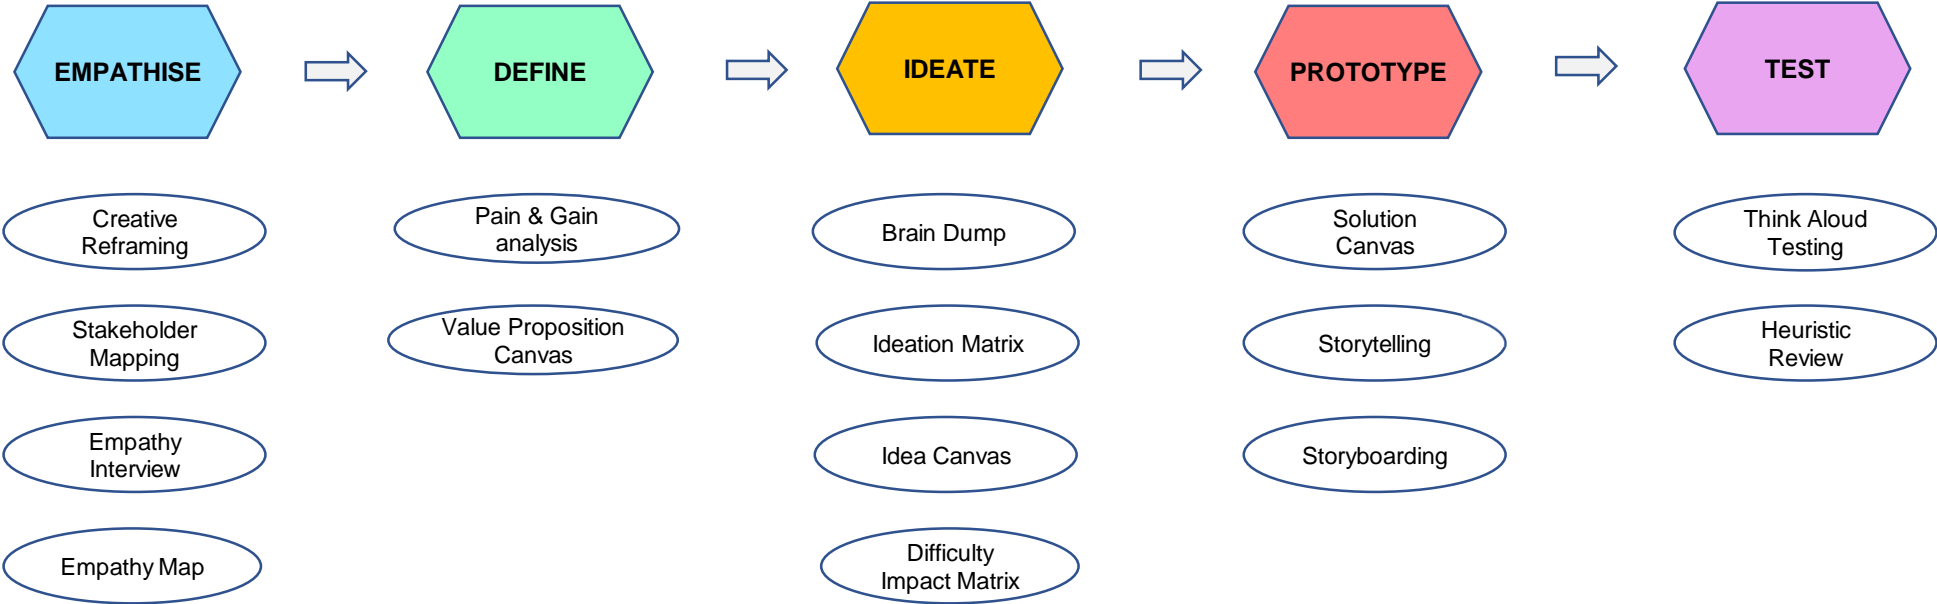 EMPATHISE
DEFINE
IDEATE
PROTOTYPE
TEST
Creative
Reframing
Stakeholder
Mapping
Empathy
Interview
Empathy Map
Pain & Gain
analysis
Value Proposition
Canvas
Brain Dump
Ideation Matrix
Idea Canvas
Difficulty
Impact Matrix
Solution
Canvas
Storytelling
Storyboarding
Think Aloud
Testing
Heuristic
Review